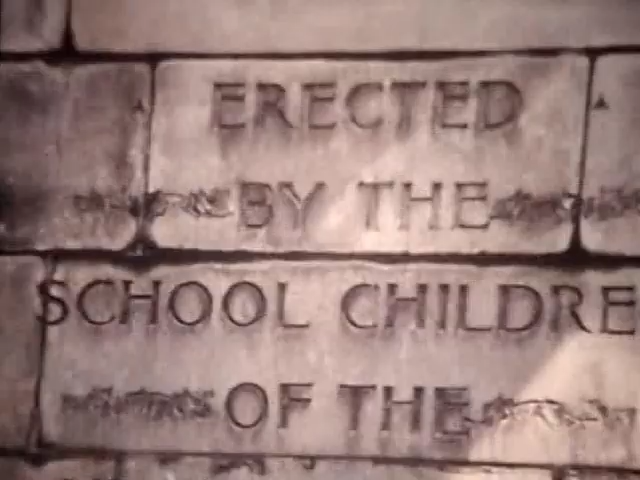 ERECTED
BY THE
SCHOOL CHILDRE
OF THE